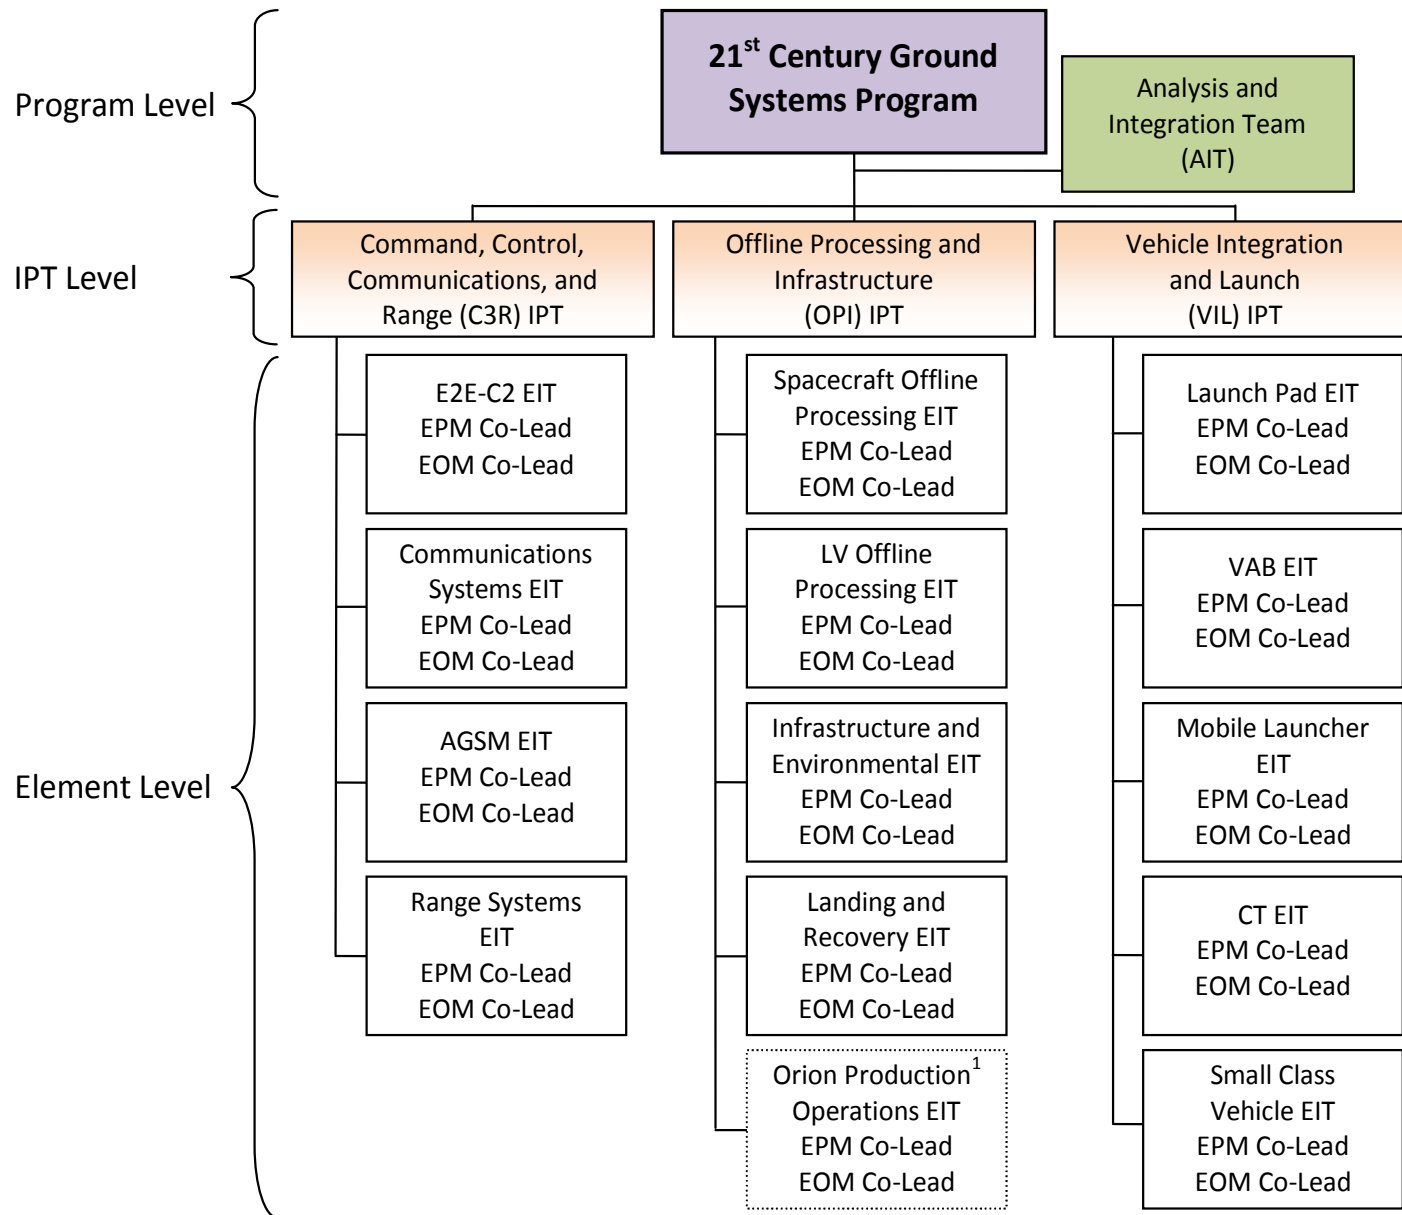 21st Century Ground
Systems Program
Analysis and
Integration Team
(AIT)
Program Level
IPT Level
Command, Control,
Communications, and
Range (C3R) IPT
Offline Processing and
Infrastructure
(OPI) IPT
Vehicle Integration
and Launch
(VIL) IPT
Element Level
E2E-C2 EIT
EPM Co-Lead
EOM Co-Lead
Communications
Systems EIT
EPM Co-Lead
EOM Co-Lead
AGSM EIT
EPM Co-Lead
EOM Co-Lead
Range Systems
EIT
EPM Co-Lead
EOM Co-Lead
Spacecraft Offline
Processing EIT
EPM Co-Lead
EOM Co-Lead
LV Offline
Processing EIT
EPM Co-Lead
EOM Co-Lead
Infrastructure and
Environmental EIT
EPM Co-Lead
EOM Co-Lead
Landing and
Recovery EIT
EPM Co-Lead
EOM Co-Lead
Orion Production1
Operations EIT
EPM Co-Lead
EOM Co-Lead
Launch Pad EIT
EPM Co-Lead
EOM Co-Lead
VAB EIT
EPM Co-Lead
EOM Co-Lead
Mobile Launcher
EIT
EPM Co-Lead
EOM Co-Lead
CT EIT
EPM Co-Lead
EOM Co-Lead
Small Class
Vehicle EIT
EPM Co-Lead
EOM Co-Lead